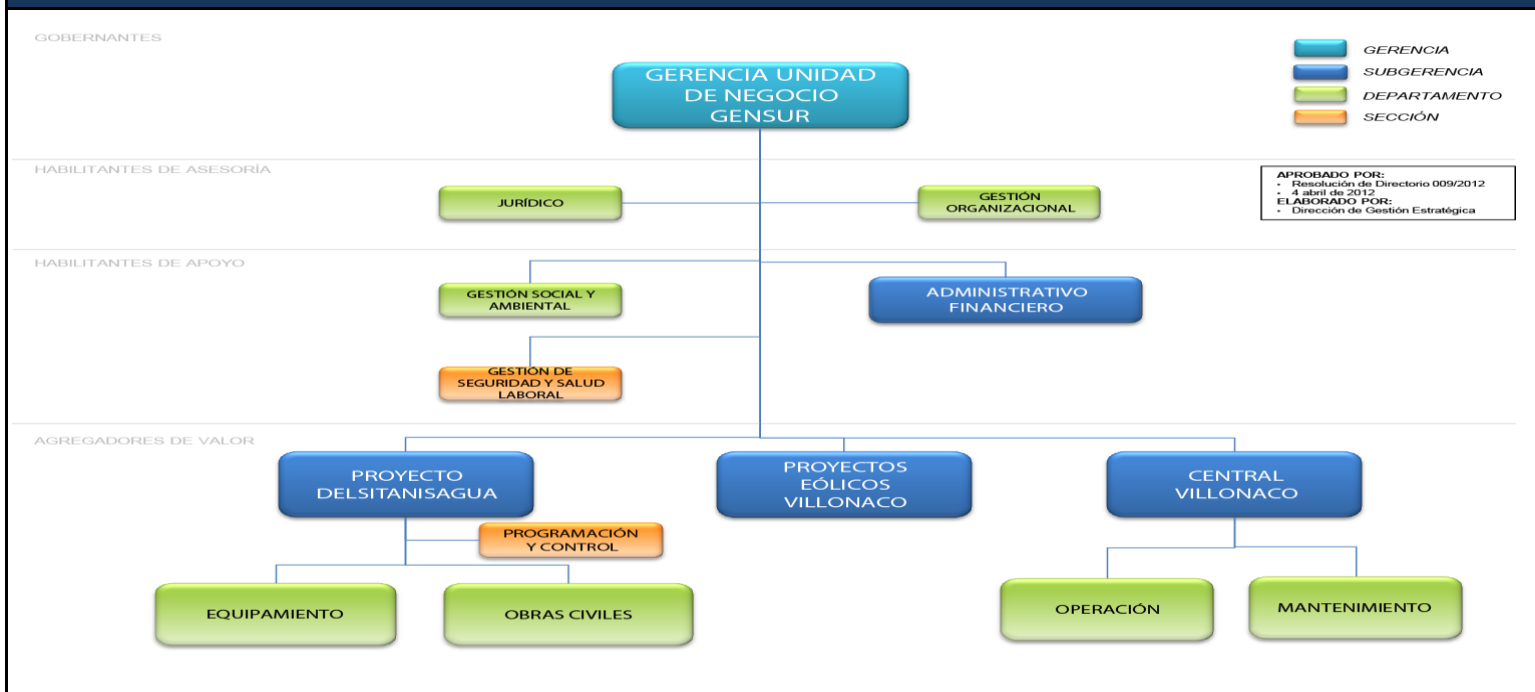 GOBERNANTES
GERENCIA UNIDAD
DE NEGOCIO
GENSUR
GERENCIA
SUBGERENCIA
DEPARTAMENTO
SECCIÓN
HABILITANTES DE ASESORÍA
JURÍDICO
GESTIÓN
ORGANIZACIONAL
APROBADO POR:
• Resolución de Directorio 009/2012
• 4 abril de 2012
ELABORADO POR:
• Dirección de Gestión Estratégica
HABILITANTES DE APOYO
GESTIÓN SOCIAL Y
AMBIENTAL
ADMINISTRATIVO
FINANCIERO
GESTIÓN DE
SEGURIDAD Y SALUD
LABORAL
AGREGADORES DE VALOR
PROYECTO
DELSITANISAGUA
PROYECTOS
EÓLICOS
VILLONACO
CENTRAL
VILLONACO
PROGRAMACIÓN
Y CONTROL
EQUIPAMIENTO
OBRAS CIVILES
OPERACIÓN
MANTENIMIENTO